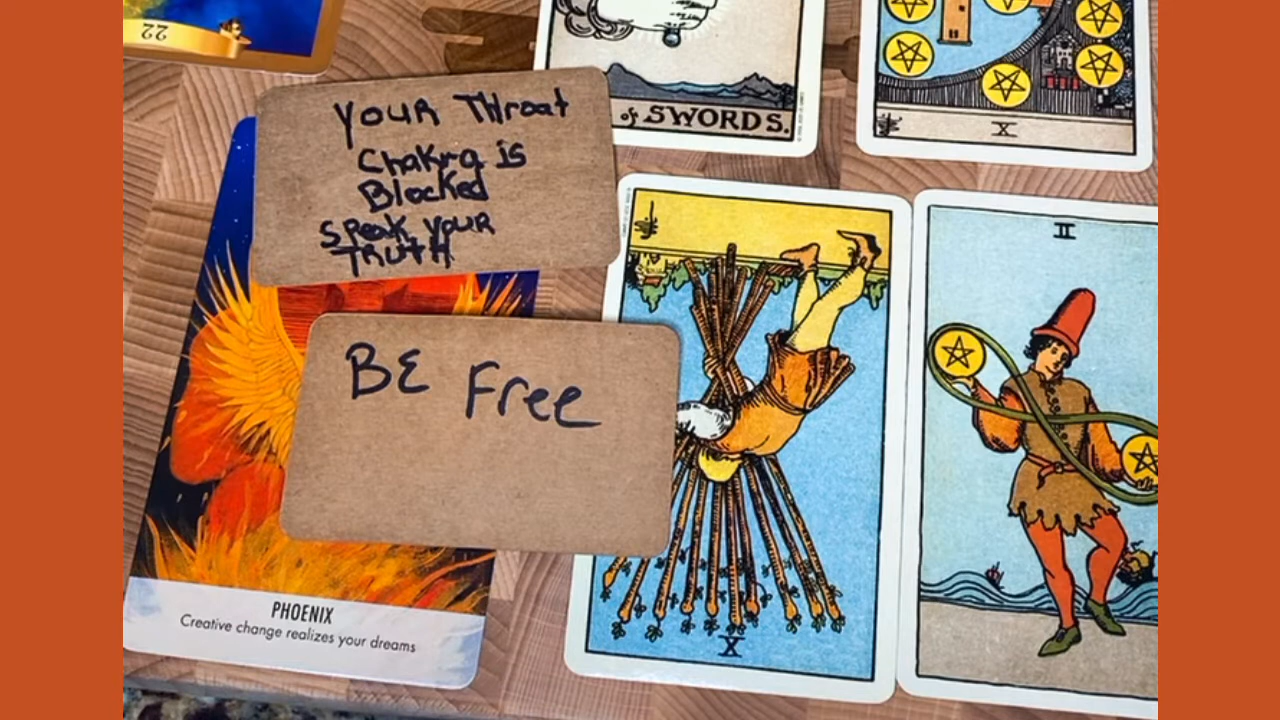 22
of SWORDS.
X
YOUR Throat
Chakra is
Blocked
SPEAK YOUR
TRUTH
BE Free
II
X
PHOENIX
Creative change realizes your dreams